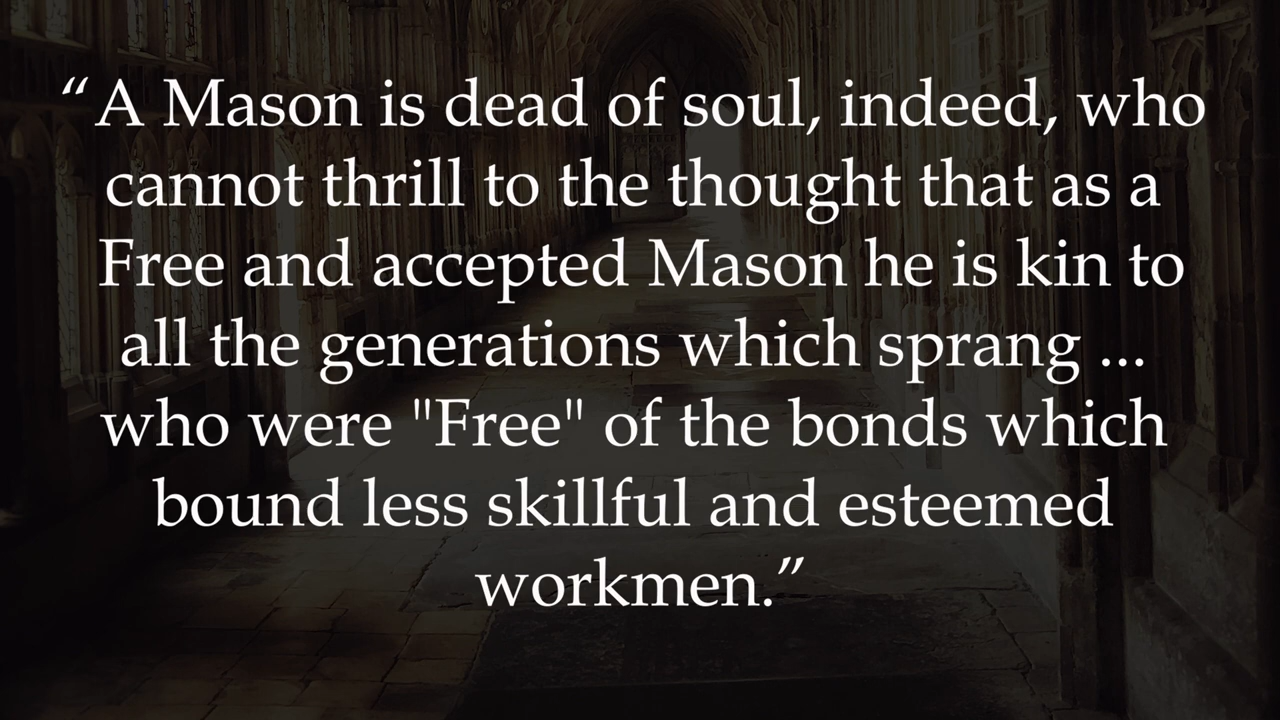 “A Mason is dead of soul, indeed, who
cannot thrill to the thought that as a
Free and accepted Mason he is kin to
all the generations which sprang ...
who were "Free" of the bonds which
bound less skillful and esteemed
workmen.”